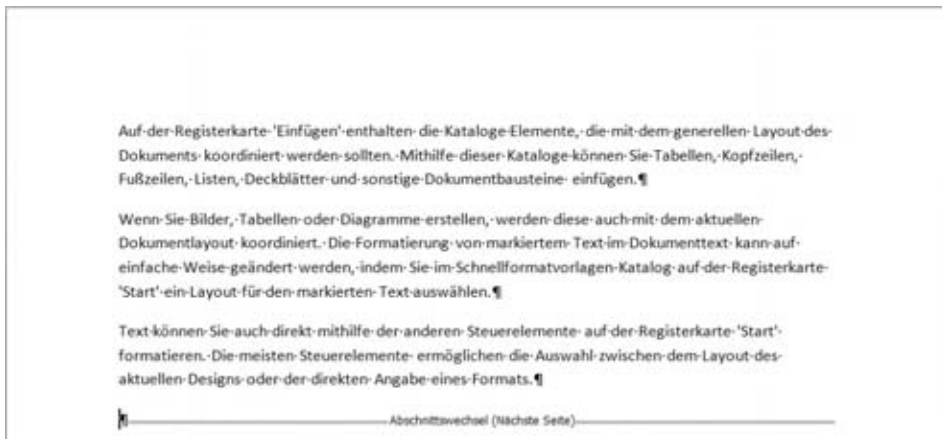 Auf·der·Registerkarte·'Einfügen'·enthalten·die·Kataloge·Elemente,·die·mit·dem·generellen·Layout·des·
Dokuments·koordiniert·werden·sollten.·Mithilfe·dieser·Kataloge·können·Sie·Tabellen,·Kopfzeilen,·
Fußzeilen,·Listen,·Deckblätter·und·sonstige·Dokumentbausteine·einfügen.¶
Wenn·Sie·Bilder,·Tabellen·oder·Diagramme·erstellen,·werden·diese·auch·mit·dem·aktuellen·
Dokumentlayout·koordiniert.·Die·Formatierung·von·markiertem·Text·im·Dokumenttext·kann·auf·
einfache·Weise·geändert·werden,·indem·Sie·im·Schnellformatvorlagen-Katalog·auf·der·Registerkarte·
'Start'·ein·Layout·für·den·markierten·Text·auswählen.¶
Text·können·Sie·auch·direkt·mithilfe·der·anderen·Steuerelemente·auf·der·Registerkarte·'Start'·
formatieren.·Die·meisten·Steuerelemente·ermöglichen·die·Auswahl·zwischen·dem·Layout·des·
aktuellen·Designs·oder·der·direkten·Angabe·eines·Formats.¶
¶ Abschnittswechsel (Nächste Seite)